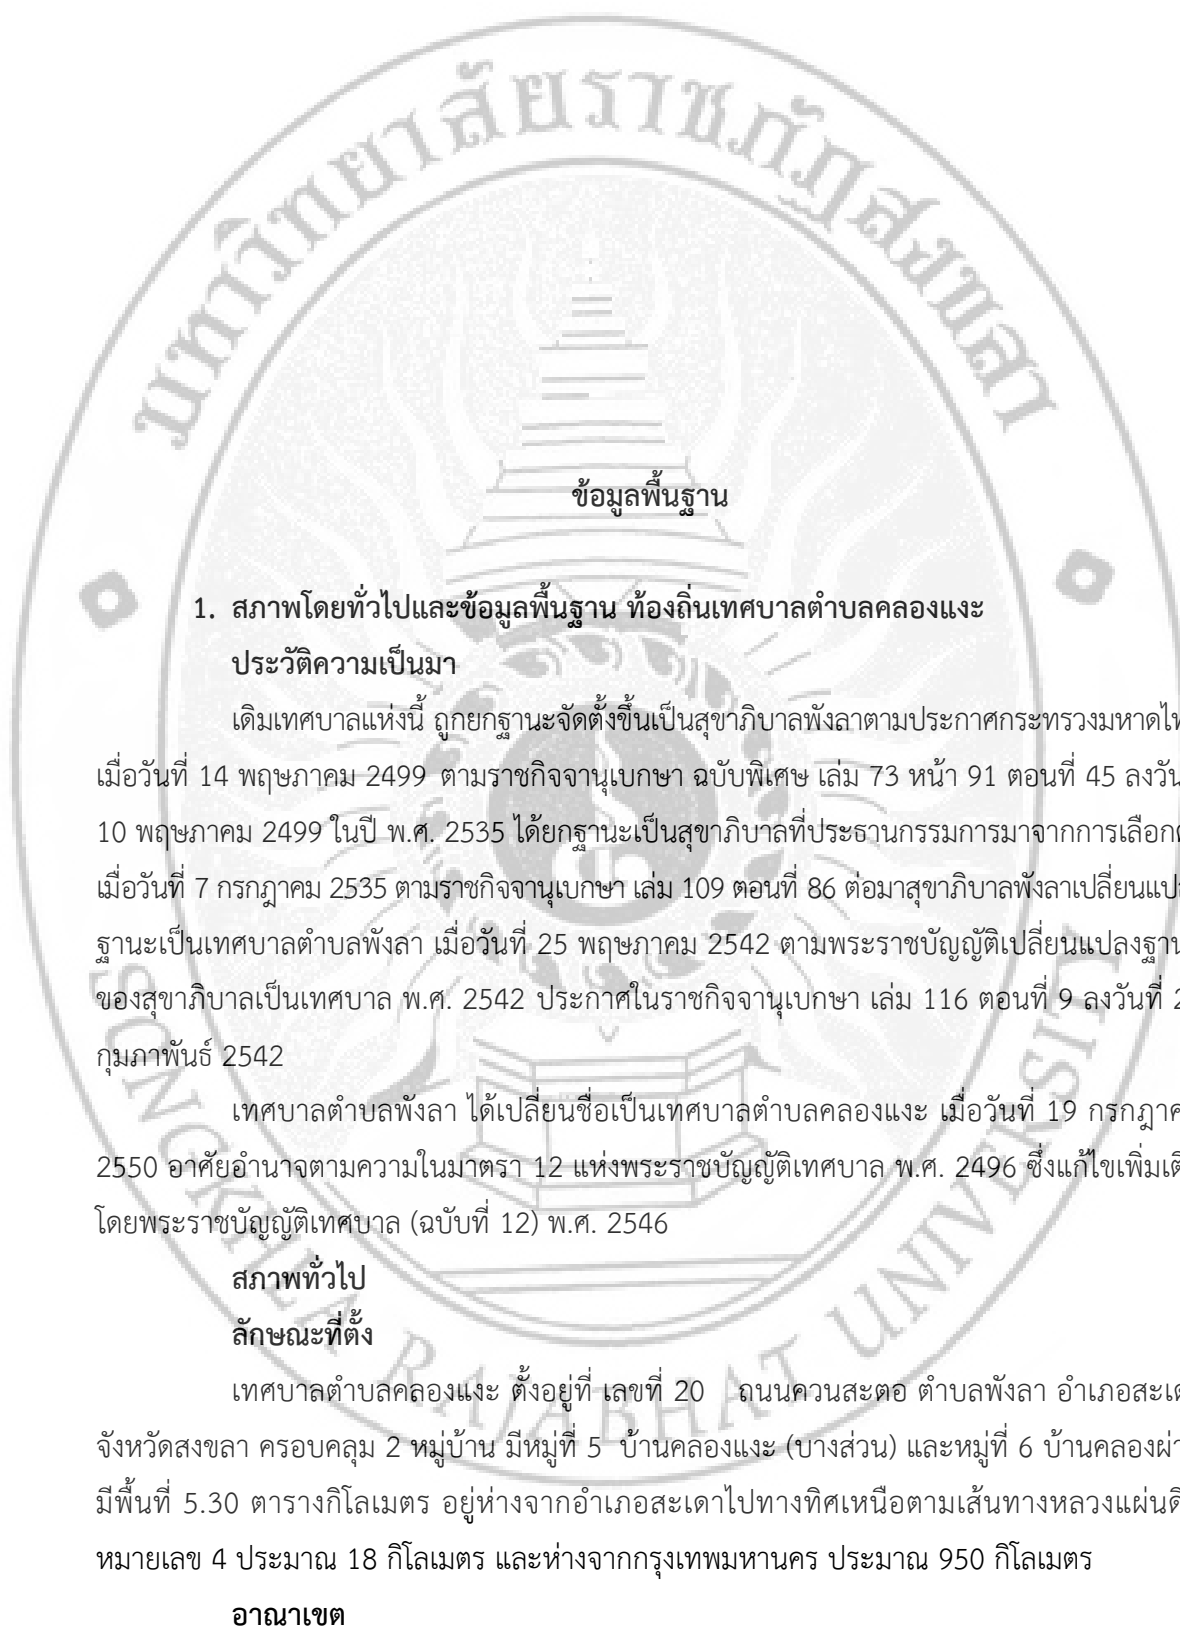 มหาวิทยาลัยราชภัฏสงขลา
ข้อมูลพื้นฐาน
1. สภาพโดยทั่วไปและข้อมูลพื้นฐาน ท้องถิ่นเทศบาลตำบลคลองแงะ
ประวัติความเป็นมา
เดิมเทศบาลแห่งนี้ ถูกยกฐานะจัดตั้งขึ้นเป็นสุขาภิบาลพังลาตามประกาศกระทรวงมหาดไท
เมื่อวันที่ 14 พฤษภาคม 2499 ตามราชกิจจานุเบกษา ฉบับพิเศษ เล่ม 73 หน้า 91 ตอนที่ 45 ลงวัน
10 พฤษภาคม 2499 ในปี พ.ศ. 2535 ได้ยกฐานะเป็นสุขาภิบาลที่ประธานกรรมการมาจากการเลือกต
เมื่อวันที่ 7 กรกฎาคม 2535 ตามราชกิจจานุเบกษา เล่ม 109 ตอนที่ 86 ต่อมาสุขาภิบาลพังลาเปลี่ยนแปล
ฐานะเป็นเทศบาลตำบลพังลา เมื่อวันที่ 25 พฤษภาคม 2542 ตามพระราชบัญญัติเปลี่ยนแปลงฐาน
ของสุขาภิบาลเป็นเทศบาล พ.ศ. 2542 ประกาศในราชกิจจานุเบกษา เล่ม 116 ตอนที่ 9 ลงวันที่ 2
กุมภาพันธ์ 2542
เทศบาลตำบลพังลา ได้เปลี่ยนชื่อเป็นเทศบาลตำบลคลองแงะ เมื่อวันที่ 19 กรกฎาค
2550 อาศัยอำนาจตามความในมาตรา 12 แห่งพระราชบัญญัติเทศบาล พ.ศ. 2496 ซึ่งแก้ไขเพิ่มเติ
โดยพระราชบัญญัติเทศบาล (ฉบับที่ 12) พ.ศ. 2546
สภาพทั่วไป
ลักษณะที่ตั้ง
เทศบาลตำบลคลองแงะ ตั้งอยู่ที่ เลขที่ 20 ถนนควนสะตอ ตำบลพังลา อำเภอสะเด
จังหวัดสงขลา ครอบคลุม 2 หมู่บ้าน มีหมู่ที่ 5 บ้านคลองแงะ (บางส่วน) และหมู่ที่ 6 บ้านคลองผ่า
มีพื้นที่ 5.30 ตารางกิโลเมตร อยู่ห่างจากอำเภอสะเดาไปทางทิศเหนือตามเส้นทางหลวงแผ่นดิ
หมายเลข 4 ประมาณ 18 กิโลเมตร และห่างจากกรุงเทพมหานคร ประมาณ 950 กิโลเมตร
อาณาเขต
SONGKHLA RAJABHAT UNIVERSITY